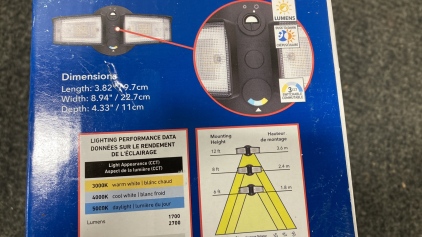 LUMENS
Dimensions
Length: 3.82" / 9.7cm
Width: 8.94" / 22.7cm
Depth: 4.33" / 11cm
LIGHTING PERFORMANCE DATA
DONNÉES SUR LE RENDEMENT
DE L'ÉCLAIRAGE
Light Appearance (CCT)
Aspect de la lumière (CCT)
3000K warm white | blanc chaud
4000K cool white | blanc froid
5000K daylight | lumière du jour
Lumens 1700
2700
Mounting Height
Hauteur de montage
12 ft 3.6 m
8 ft 2.4 m
6 ft 1.8 m